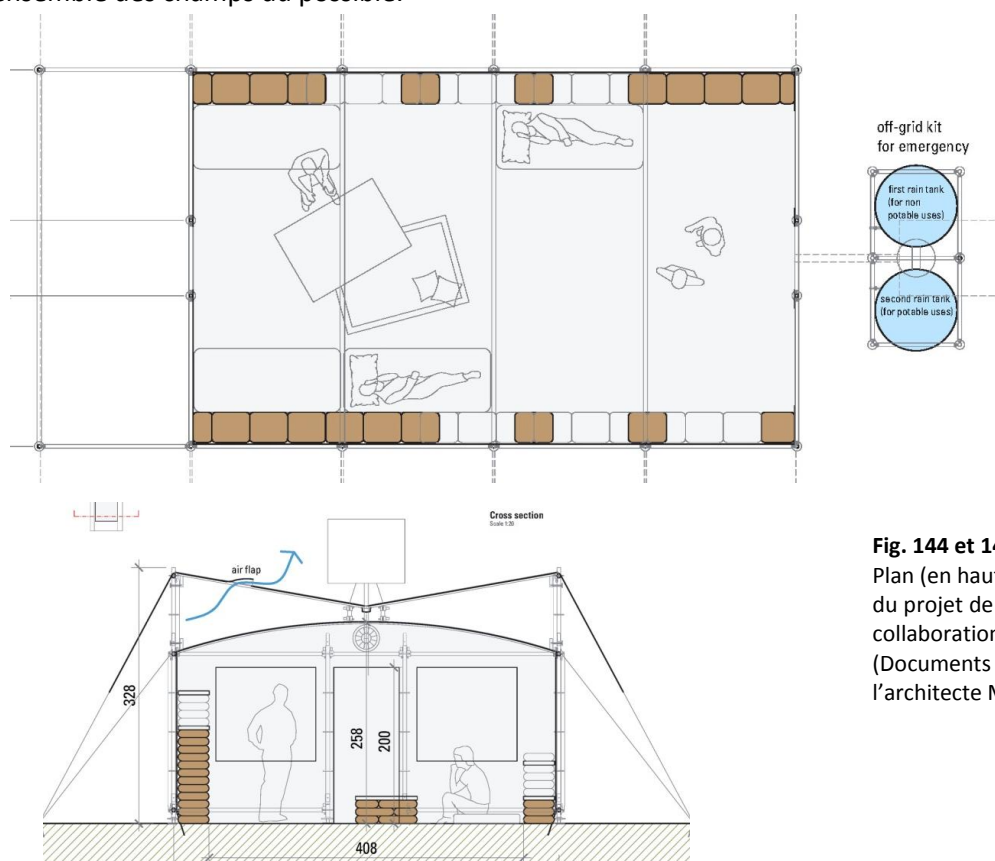 ensemble des champs du possible.
off-grid kit
for emergency
first rain tank
(for non
potable uses)
second rain tank
(for potable uses)
Cross section
Scale 1:20
air flap
328
258
200
408
Fig. 144 et
Plan (en haut
du projet de
collaboration
(Documents
l'architecte